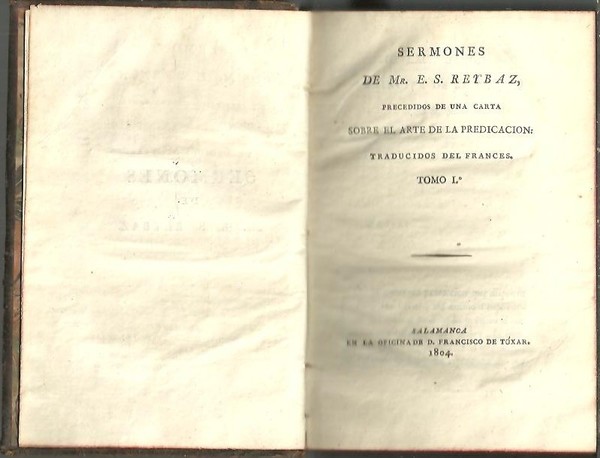 SERMONES
DE MR. E. S. REYBAZ,
PRECEDIDOS DE UNA CARTA
SOBRE EL ARTE DE LA PREDICACION:
TRADUCIDOS DEL FRANCES.
TOMO I.º
SALAMANCA
EN LA OFICINA DE D. FRANCISCO DE TÓXAR.
1804.